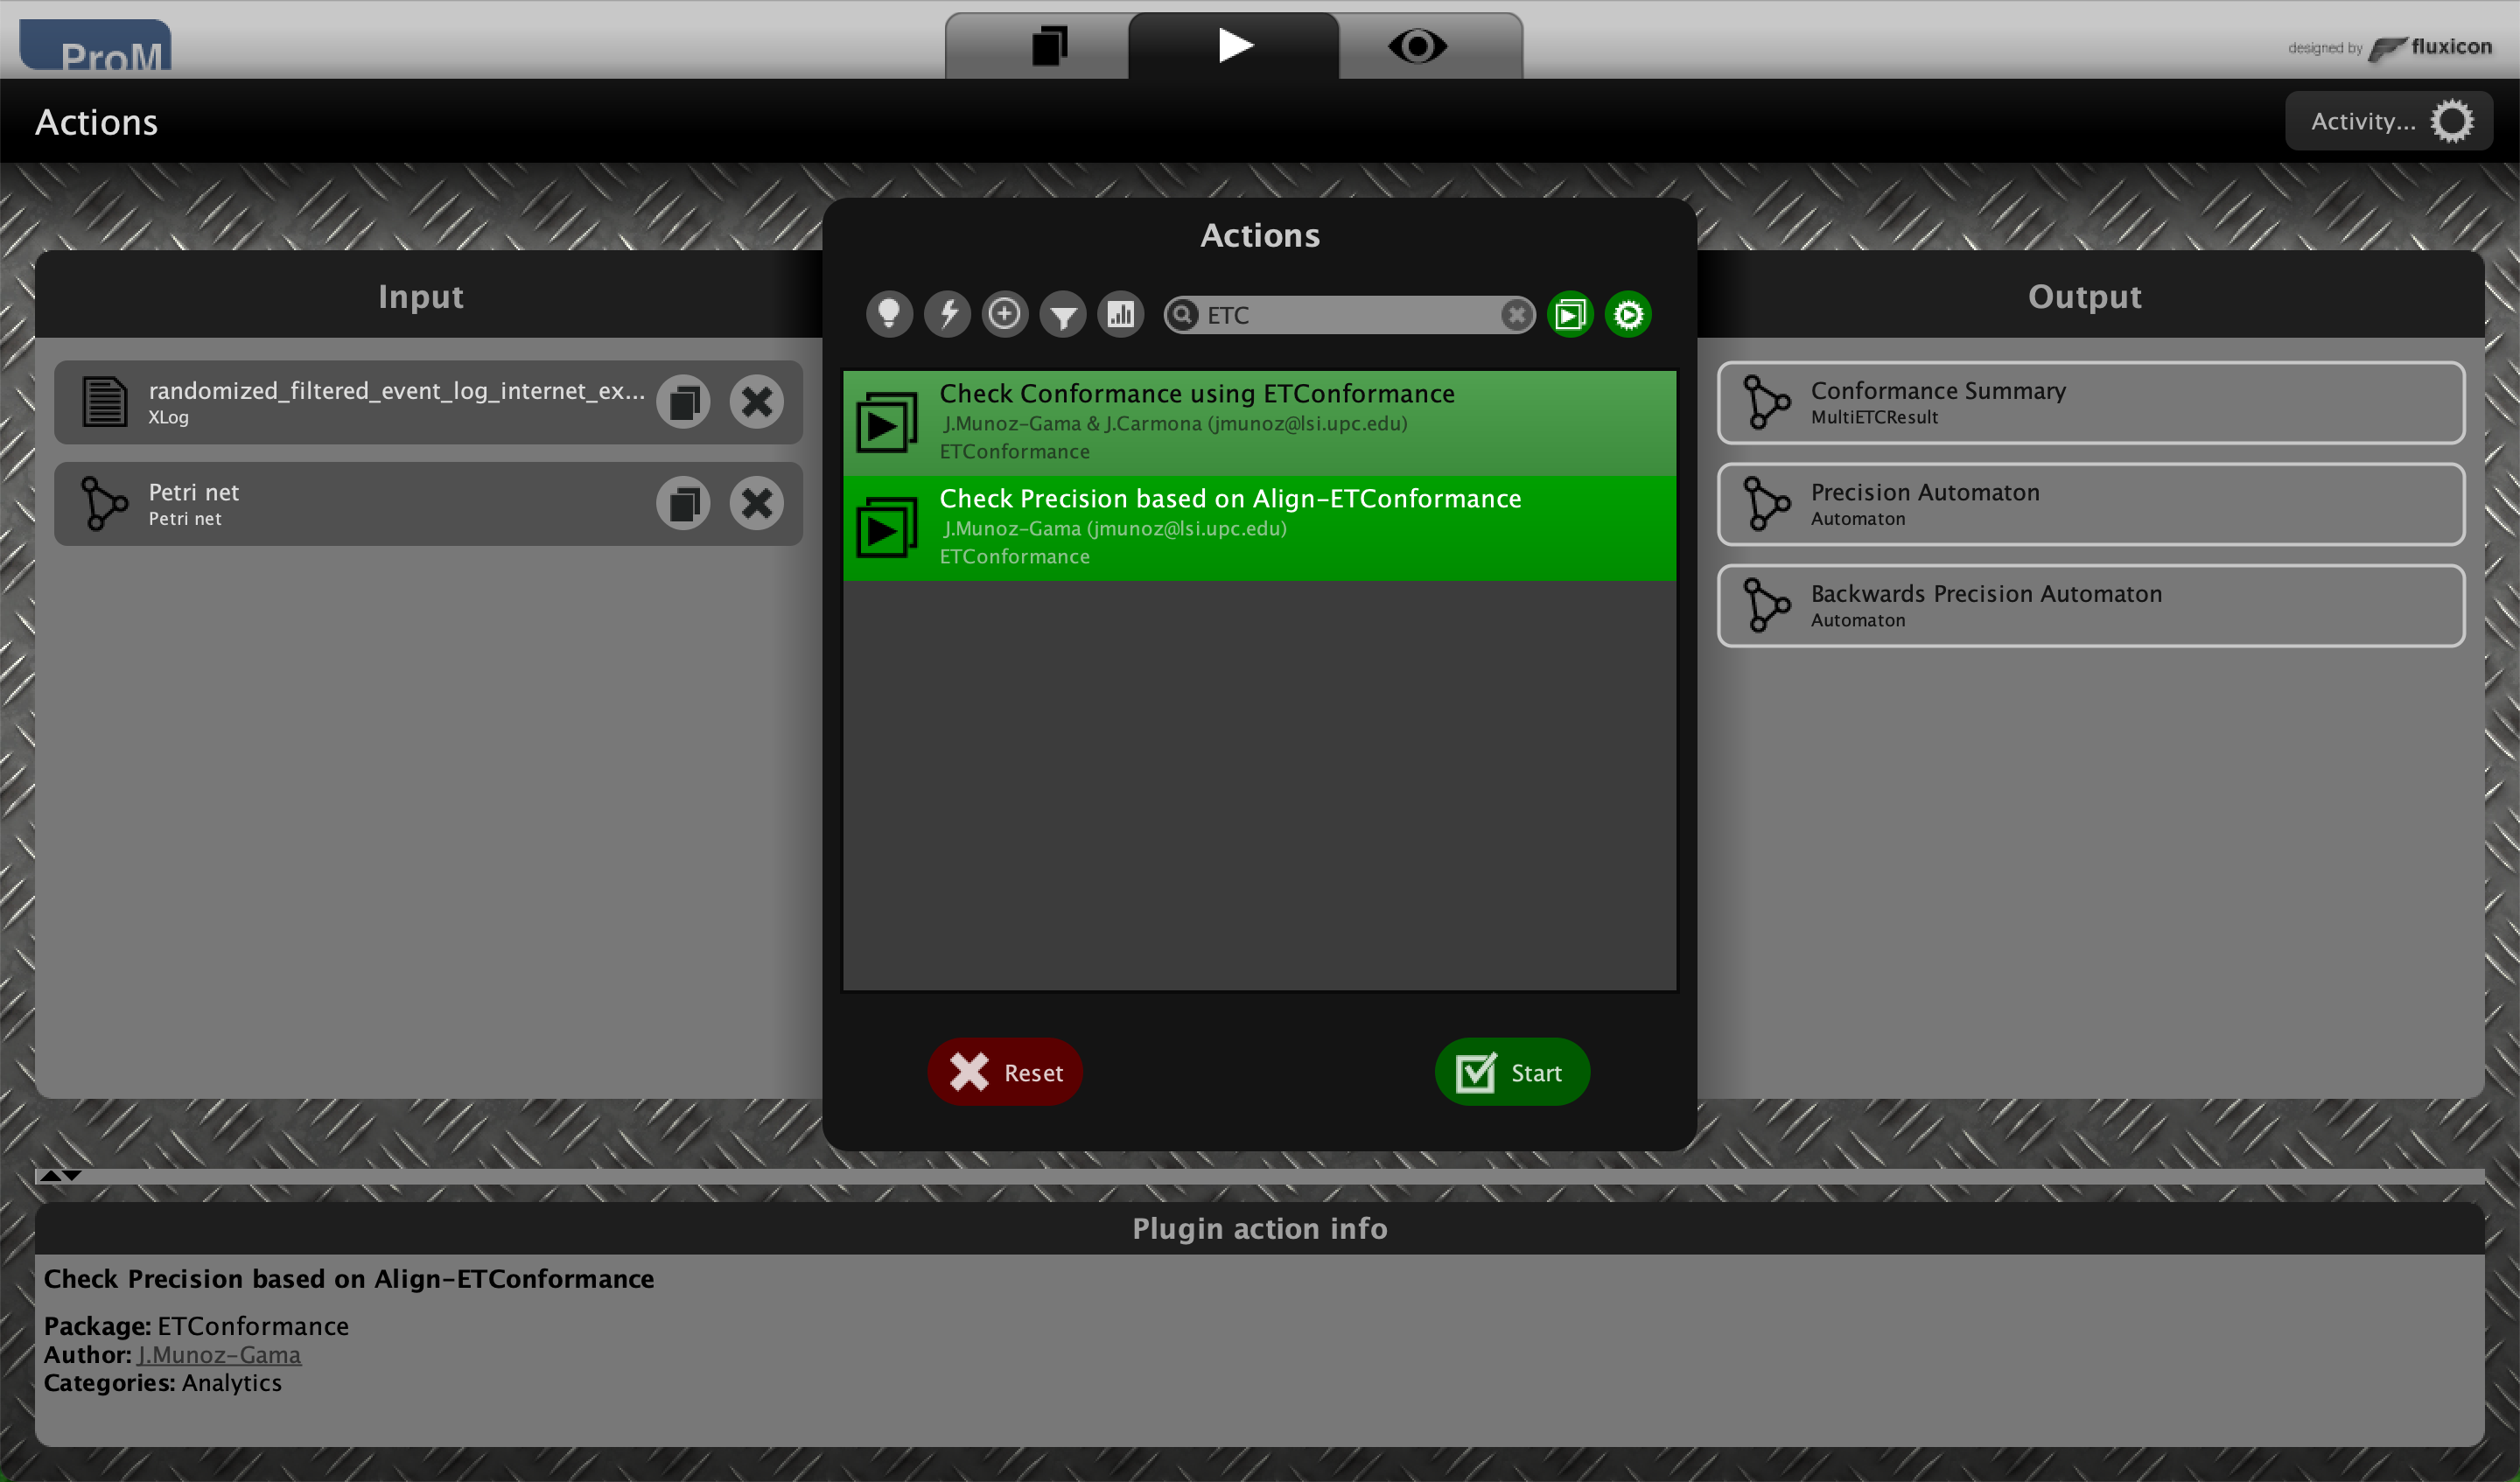 ProM
designed by fluxicon
Actions
Activity...
Actions
Input
ETC
Output
randomized_filtered_event_log_internet_ex...
XLog
Petri net
Petri net
Check Conformance using ETConformance
J.Munoz-Gama & J.Carmona (jmunoz@lsi.upc.edu)
ETConformance
Check Precision based on Align-ETConformance
J.Munoz-Gama (jmunoz@lsi.upc.edu)
ETConformance
Conformance Summary
MultiETCResult
Precision Automaton
Automaton
Backwards Precision Automaton
Automaton
Reset
Start
Plugin action info
Check Precision based on Align-ETConformance
Package: ETConformance
Author: J.Munoz-Gama
Categories: Analytics